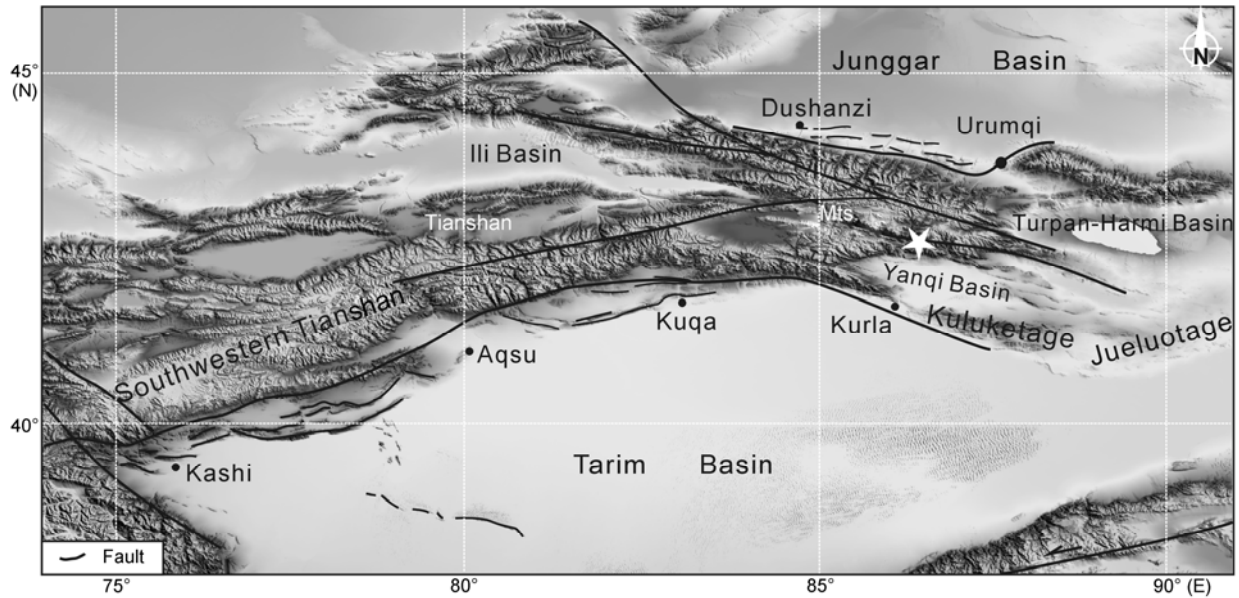 45°
(N)
Junggar Basin
N
Dushanzi
Urumqi
Ili Basin
Tianshan
Mts.
Turpan-Harmi Basin
Yanqi Basin
Southwestern Tianshan
Kuqa
Kurla
Kuluketage
Jueluotage
Aqsu
40°
Tarim Basin
Kashi
Fault
75°
80°
85°
90° (E)